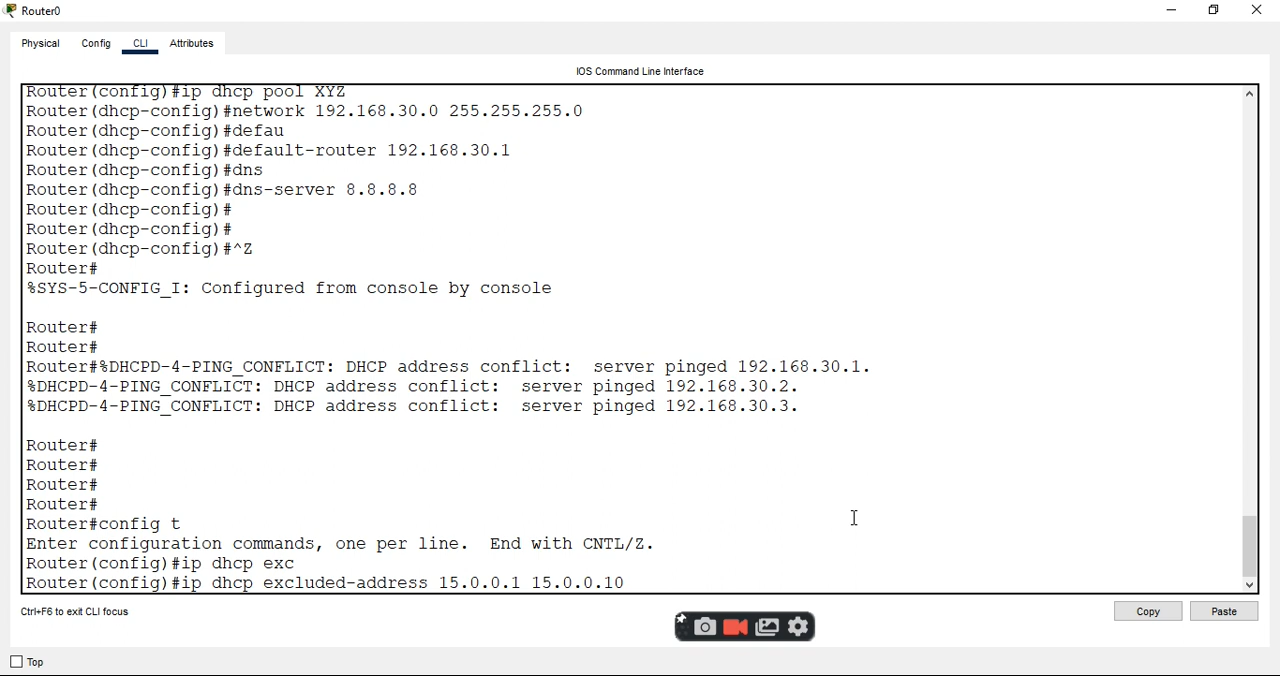 Router0
Physical Config CLI Attributes
IOS Command Line Interface
Router(config)#ip dhcp pool XYZ
Router(dhcp-config)#network 192.168.30.0 255.255.255.0
Router(dhcp-config)#defau
Router(dhcp-config)#default-router 192.168.30.1
Router(dhcp-config)#dns
Router(dhcp-config)#dns-server 8.8.8.8
Router(dhcp-config)#
Router(dhcp-config)#
Router(dhcp-config)#^Z
Router#
%SYS-5-CONFIG_I: Configured from console by console
Router#
Router#
Router#%DHCPD-4-PING_CONFLICT: DHCP address conflict:  server pinged 192.168.30.1.
%DHCPD-4-PING_CONFLICT: DHCP address conflict:  server pinged 192.168.30.2.
%DHCPD-4-PING_CONFLICT: DHCP address conflict:  server pinged 192.168.30.3.
Router#
Router#
Router#
Router#
Router#config t
Enter configuration commands, one per line.  End with CNTL/Z.
Router(config)#ip dhcp exc
Router(config)#ip dhcp excluded-address 15.0.0.1 15.0.0.10
Ctrl+F6 to exit CLI focus
Copy Paste
Top